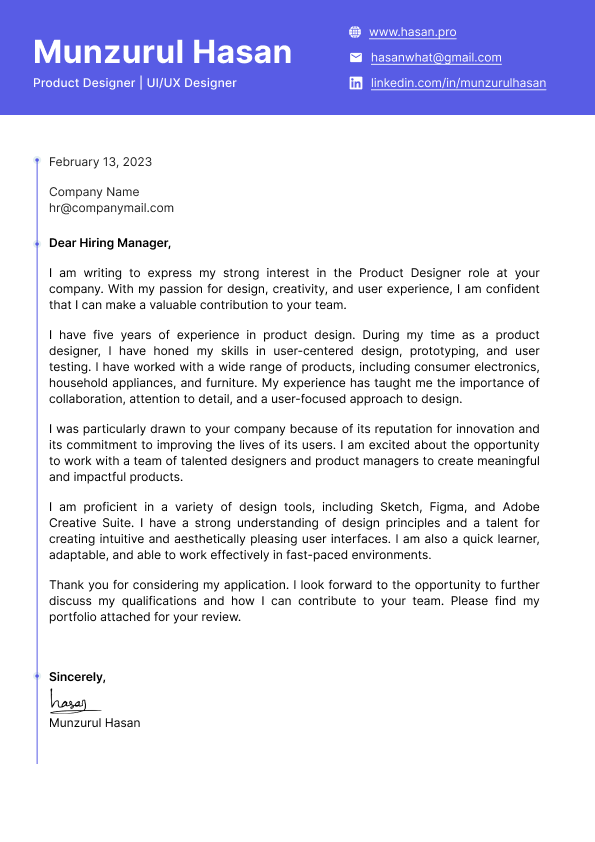 Munzurul Hasan
Product Designer | UI/UX Designer
www.hasan.pro
hasanwhat@gmail.com
linkedin.com/in/munzurulhasan
February 13, 2023
Company Name
hr@companymail.com
Dear Hiring Manager,
I am writing to express my strong interest in the Product Designer role at your
company. With my passion for design, creativity, and user experience, I am confident
that I can make a valuable contribution to your team.
I have five years of experience in product design. During my time as a product
designer, I have honed my skills in user-centered design, prototyping, and user
testing. I have worked with a wide range of products, including consumer electronics,
household appliances, and furniture. My experience has taught me the importance of
collaboration, attention to detail, and a user-focused approach to design.
I was particularly drawn to your company because of its reputation for innovation and
its commitment to improving the lives of its users. I am excited about the opportunity
to work with a team of talented designers and product managers to create meaningful
and impactful products.
I am proficient in a variety of design tools, including Sketch, Figma, and Adobe
Creative Suite. I have a strong understanding of design principles and a talent for
creating intuitive and aesthetically pleasing user interfaces. I am also a quick learner,
adaptable, and able to work effectively in fast-paced environments.
Thank you for considering my application. I look forward to the opportunity to further
discuss my qualifications and how I can contribute to your team. Please find my
portfolio attached for your review.
Sincerely,
hasan
Munzurul Hasan